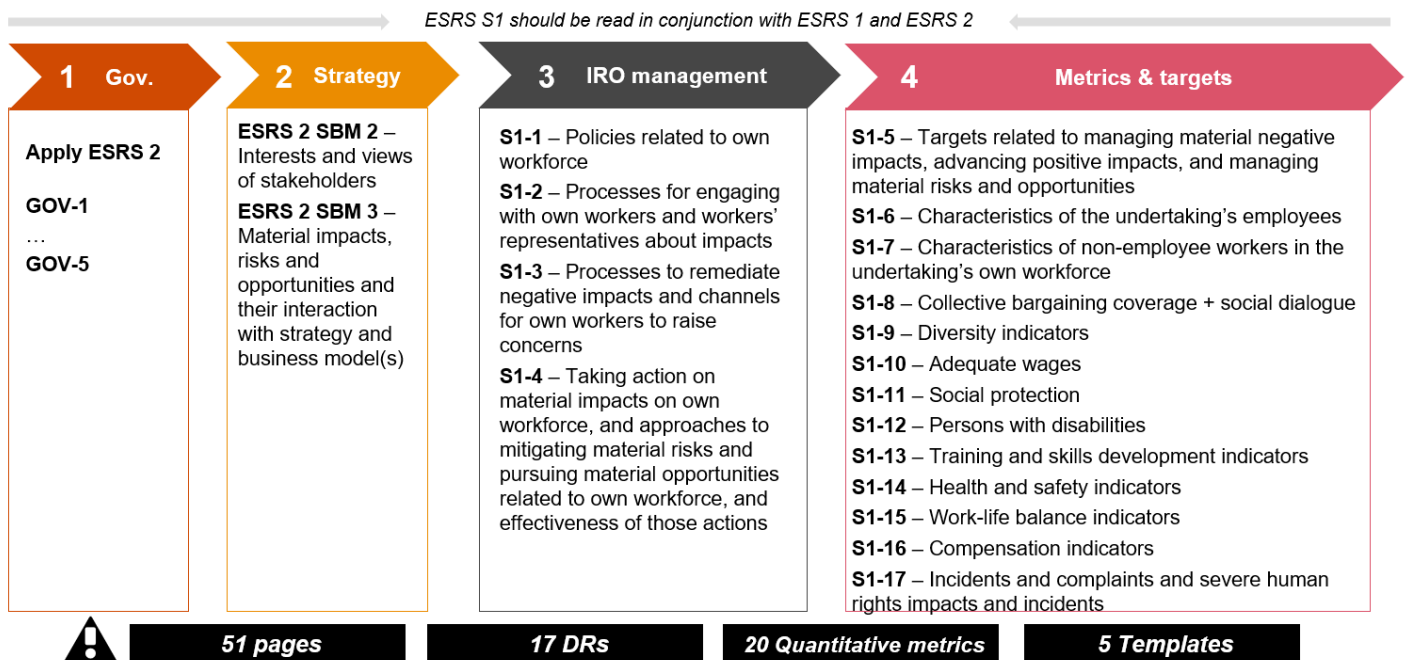 ESRS S1 should be read in conjunction with ESRS 1 and ESRS 2
1 Gov.
Apply ESRS 2
GOV-1
…
GOV-5
2 Strategy
ESRS 2 SBM 2 –
Interests and views
of stakeholders
ESRS 2 SBM 3 –
Material impacts,
risks and
opportunities and
their interaction
with strategy and
business model(s)
3 IRO management
S1-1 – Policies related to own
workforce
S1-2 – Processes for engaging
with own workers and workers’
representatives about impacts
S1-3 – Processes to remediate
negative impacts and channels
for own workers to raise
concerns
S1-4 – Taking action on
material impacts on own
workforce, and approaches to
mitigating material risks and
pursuing material opportunities
related to own workforce, and
effectiveness of those actions
4 Metrics & targets
S1-5 – Targets related to managing material negative
impacts, advancing positive impacts, and managing
material risks and opportunities
S1-6 – Characteristics of the undertaking’s employees
S1-7 – Characteristics of non-employee workers in the
undertaking’s own workforce
S1-8 – Collective bargaining coverage + social dialogue
S1-9 – Diversity indicators
S1-10 – Adequate wages
S1-11 – Social protection
S1-12 – Persons with disabilities
S1-13 – Training and skills development indicators
S1-14 – Health and safety indicators
S1-15 – Work-life balance indicators
S1-16 – Compensation indicators
S1-17 – Incidents and complaints and severe human
rights impacts and incidents
!
51 pages
17 DRs
20 Quantitative metrics
5 Templates